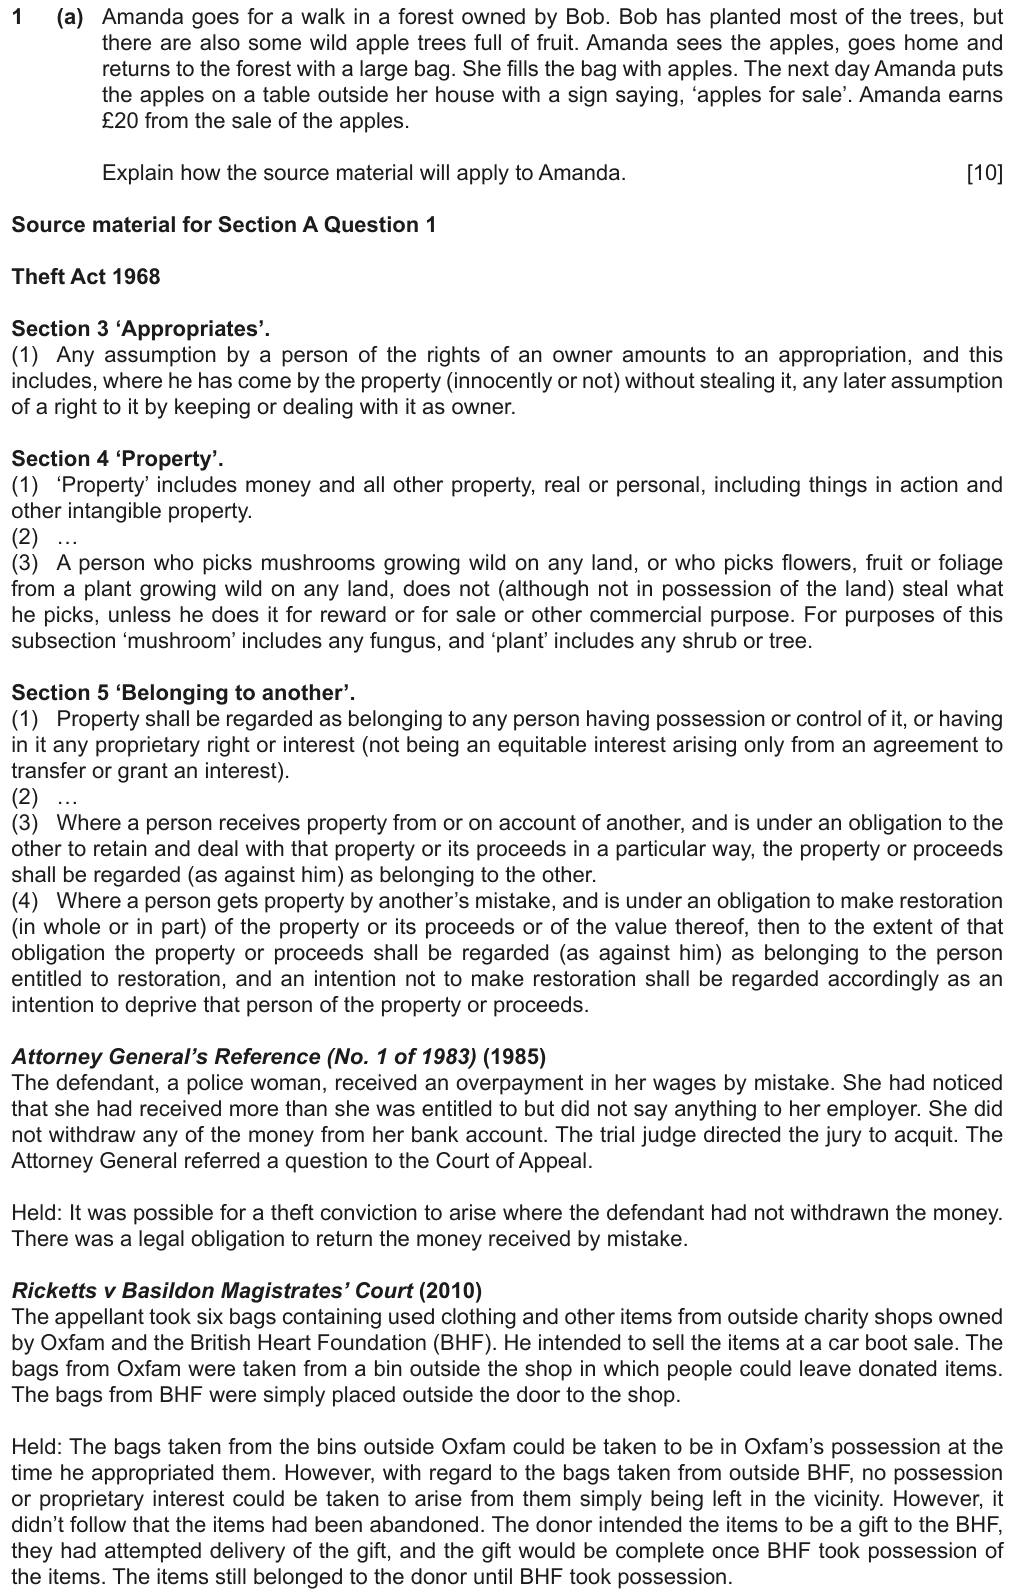 1 (a) Amanda goes for a walk in a forest owned by Bob. Bob has planted most of the trees, but
there are also some wild apple trees full of fruit. Amanda sees the apples, goes home and
returns to the forest with a large bag. She fills the bag with apples. The next day Amanda puts
the apples on a table outside her house with a sign saying, ‘apples for sale’. Amanda earns
£20 from the sale of the apples.
Explain how the source material will apply to Amanda. [10]
Source material for Section A Question 1
Theft Act 1968
Section 3 ‘Appropriates’.
(1) Any assumption by a person of the rights of an owner amounts to an appropriation, and this
includes, where he has come by the property (innocently or not) without stealing it, any later assumption
of a right to it by keeping or dealing with it as owner.
Section 4 ‘Property’.
(1) ‘Property’ includes money and all other property, real or personal, including things in action and
other intangible property.
(2) …
(3) A person who picks mushrooms growing wild on any land, or who picks flowers, fruit or foliage
from a plant growing wild on any land, does not (although not in possession of the land) steal what
he picks, unless he does it for reward or for sale or other commercial purpose. For purposes of this
subsection ‘mushroom’ includes any fungus, and ‘plant’ includes any shrub or tree.
Section 5 ‘Belonging to another’.
(1) Property shall be regarded as belonging to any person having possession or control of it, or having
in it any proprietary right or interest (not being an equitable interest arising only from an agreement to
transfer or grant an interest).
(2) …
(3) Where a person receives property from or on account of another, and is under an obligation to the
other to retain and deal with that property or its proceeds in a particular way, the property or proceeds
shall be regarded (as against him) as belonging to the other.
(4) Where a person gets property by another’s mistake, and is under an obligation to make restoration
(in whole or in part) of the property or its proceeds or of the value thereof, then to the extent of that
obligation the property or proceeds shall be regarded (as against him) as belonging to the person
entitled to restoration, and an intention not to make restoration shall be regarded accordingly as an
intention to deprive that person of the property or proceeds.
Attorney General’s Reference (No. 1 of 1983) (1985)
The defendant, a police woman, received an overpayment in her wages by mistake. She had noticed
that she had received more than she was entitled to but did not say anything to her employer. She did
not withdraw any of the money from her bank account. The trial judge directed the jury to acquit. The
Attorney General referred a question to the Court of Appeal.
Held: It was possible for a theft conviction to arise where the defendant had not withdrawn the money.
There was a legal obligation to return the money received by mistake.
Ricketts v Basildon Magistrates’ Court (2010)
The appellant took six bags containing used clothing and other items from outside charity shops owned
by Oxfam and the British Heart Foundation (BHF). He intended to sell the items at a car boot sale. The
bags from Oxfam were taken from a bin outside the shop in which people could leave donated items.
The bags from BHF were simply placed outside the door to the shop.
Held: The bags taken from the bins outside Oxfam could be taken to be in Oxfam’s possession at the
time he appropriated them. However, with regard to the bags taken from outside BHF, no possession
or proprietary interest could be taken to arise from them simply being left in the vicinity. However, it
didn’t follow that the items had been abandoned. The donor intended the items to be a gift to the BHF,
they had attempted delivery of the gift, and the gift would be complete once BHF took possession of
the items. The items still belonged to the donor until BHF took possession.